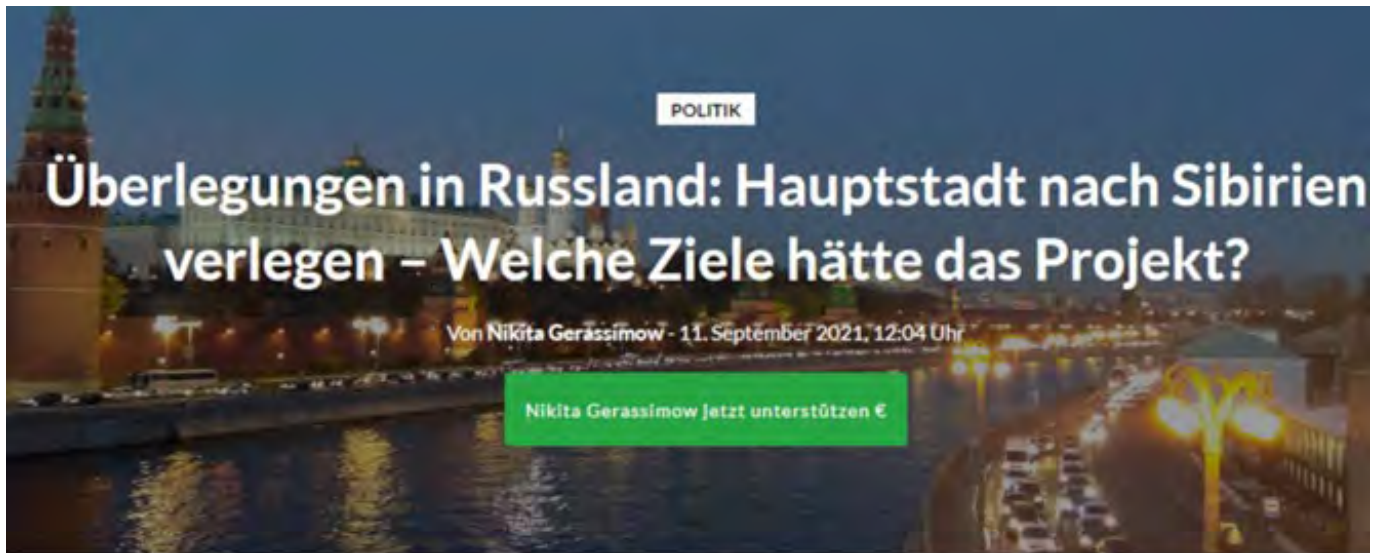 POLITIK
Überlegungen in Russland: Hauptstadt nach Sibirien
verlegen – Welche Ziele hätte das Projekt?
Von Nikita Gerassimow - 11. September 2021, 12:04 Uhr
Nikita Gerassimow jetzt unterstützen €